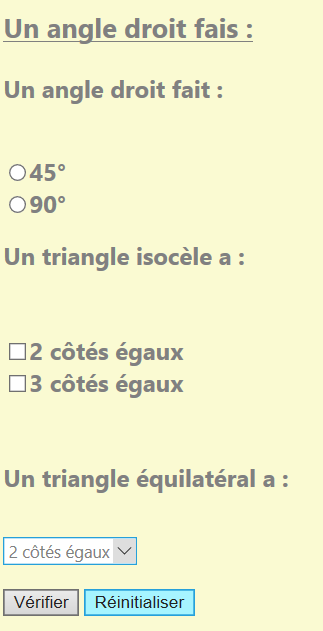 Un angle droit fais :
Un angle droit fait :
45°
90°
Un triangle isocèle a :
2 côtés égaux
3 côtés égaux
Un triangle équilatéral a :
2 côtés égaux
Vérifier Réinitialiser